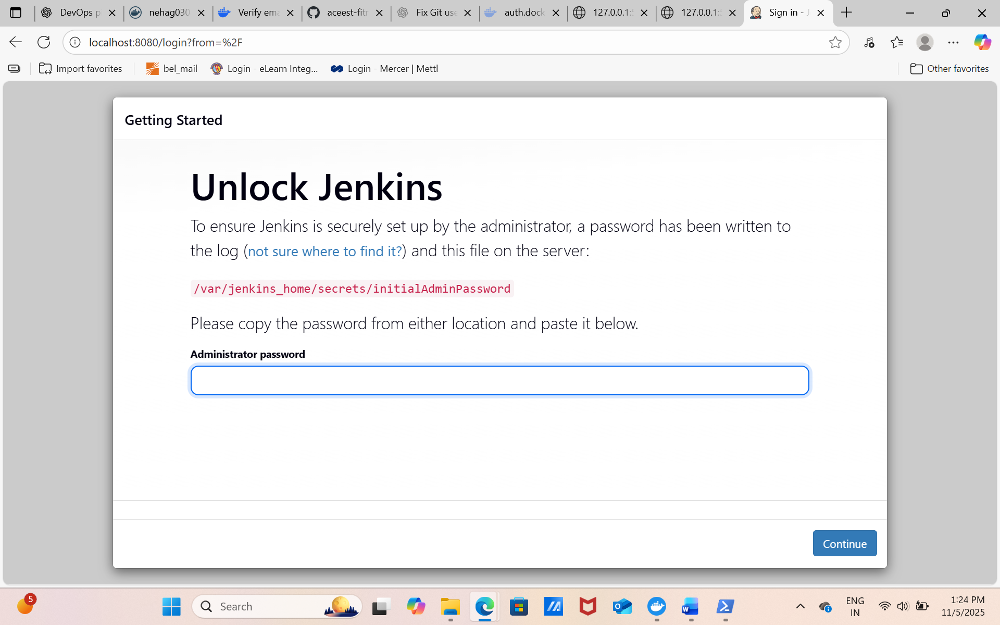 DevOps p
nehag030
Verify ema
aceest-fitn
Fix Git use
auth.dock
127.0.0.1:5
127.0.0.1:5
Sign in - J
localhost:8080/login?from=%2F
Import favorites
bel_mail
Login - eLearn Integ...
Login - Mercer | Mettl
Other favorites
Getting Started
Unlock Jenkins
To ensure Jenkins is securely set up by the administrator, a password has been written to
the log (not sure where to find it?) and this file on the server:
/var/jenkins_home/secrets/initialAdminPassword
Please copy the password from either location and paste it below.
Administrator password
Continue
5
Search
ENG
IN
1:24 PM
11/5/2025